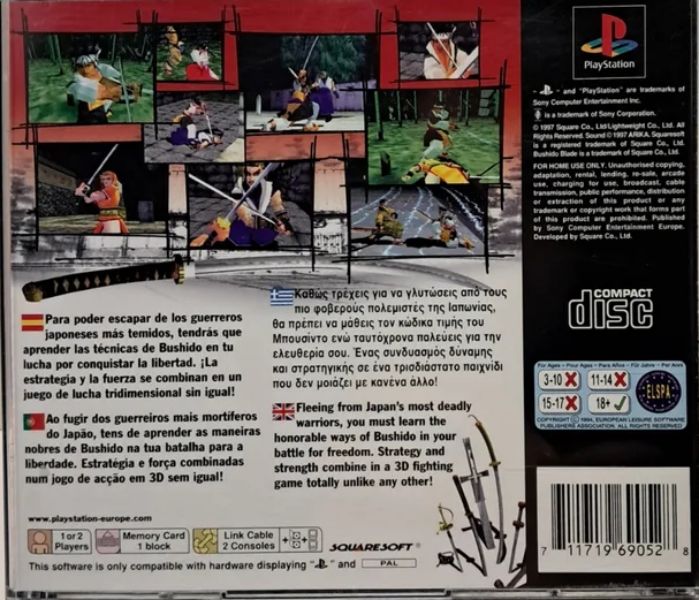 PlayStation
- PS - and "PlayStation" are trademarks of
Sony Computer Entertainment Inc.
is a trademark of Sony Corporation.
© 1997 Square Co., Ltd/Lightweight Co., Ltd. All
Rights Reserved. Sound © 1997 ARIKA. Squaresoft
is a registered trademark of Square Co., Ltd.
Bushido Blade is a trademark of Square Co., Ltd.
FOR HOME USE ONLY. Unauthorised copying,
adaptation, rental, lending, re-sale, arcade
use, charging for use, broadcast, cable
transmission, public performance, distribution
or extraction of this product or any
trademark or copyright work that forms part
of this product are prohibited. Published
by Sony Computer Entertainment Europe.
Developed by Square Co., Ltd.
COMPACT
disc
For Ages - Pour Ages - Para Años - Für Jahre - Per Anni
3-10 11-14
15-17 18+
ELSPA
COPYRIGHT © 1994, EUROPEAN LEISURE SOFTWARE
PUBLISHERS ASSOCIATION. ALL RIGHTS RESERVED
7 11719 69052 8
Para poder escapar de los guerreros
japoneses más temidos, tendrás que
aprender las técnicas de Bushido en tu
lucha por conquistar la libertad. ¡La
estrategia y la fuerza se combinan en un
juego de lucha tridimensional sin igual!
Καθώς τρέχεις για να γλυτώσεις από τους
πιο φοβερούς πολεμιστές της Ιαπωνίας,
θα πρέπει να μάθεις τον κώδικα τιμής του
Μπουσίντο ενώ ταυτόχρονα παλεύεις για την
ελευθερία σου. Ένας συνδυασμός δύναμης
και στρατηγικής σε ένα τρισδιάστατο παιχνίδι
που δεν μοιάζει με κανένα άλλο!
Ao fugir dos guerreiros mais mortíferos
do Japão, tens de aprender as maneiras
nobres de Bushido na tua batalha para a
liberdade. Estratégia e força combinadas
num jogo de acção em 3D sem igual!
Fleeing from Japan's most deadly
warriors, you must learn the
honorable ways of Bushido in your
battle for freedom. Strategy and
strength combine in a 3D fighting
game totally unlike any other!
www.playstation-europe.com
1 or 2
Players
Memory Card
1 block
Link Cable
2 Consoles
SQUARESOFT
This software is only compatible with hardware displaying "PS" and PAL